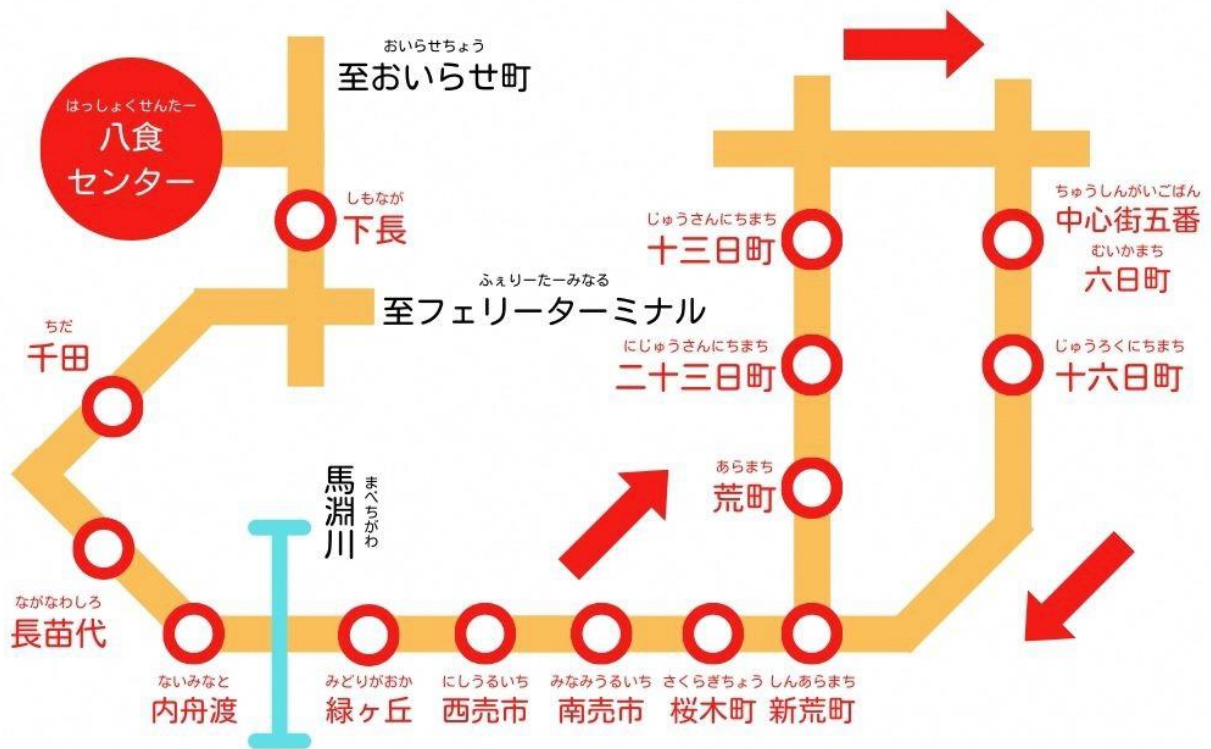 おいらせちょう
至おいらせ町
はっしょくせんたー
八食
センター
しもなが
下長
ふぇりーたーみなる
至フェリーターミナル
ちだ
千田
ながなわしろ
長苗代
ないみなと
内舟渡
まべちがわ
馬淵川
みどりがおか
緑ヶ丘
にしうるいち
西売市
みなみうるいち
南売市
さくらぎちょう
桜木町
しんあらまち
新荒町
あらまち
荒町
にじゅうさんにちまち
二十三日町
じゅうさんにちまち
十三日町
ちゅうしんがいごばん
中心街五番
むいかまち
六日町
じゅうろくにちまち
十六日町